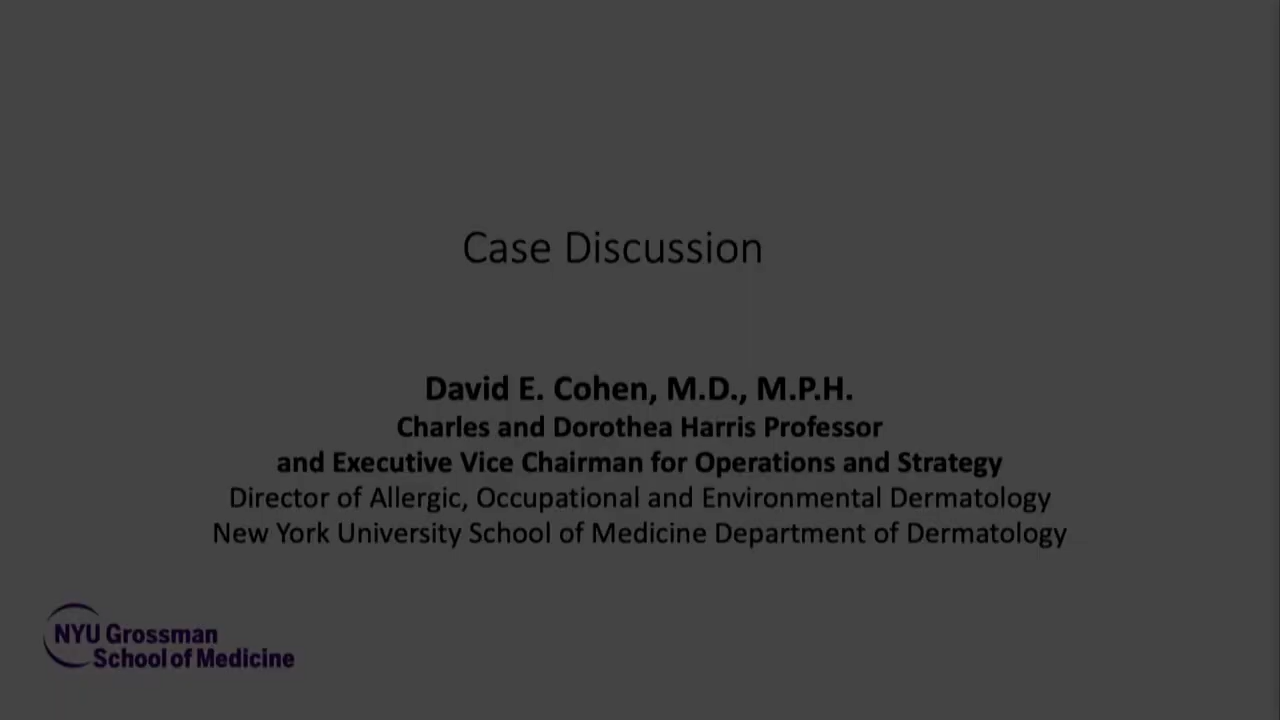 Case Discussion
David E. Cohen, M.D., M.P.H.
Charles and Dorothea Harris Professor
and Executive Vice Chairman for Operations and Strategy
Director of Allergic, Occupational and Environmental Dermatology
New York University School of Medicine Department of Dermatology
NYU Grossman
School of Medicine